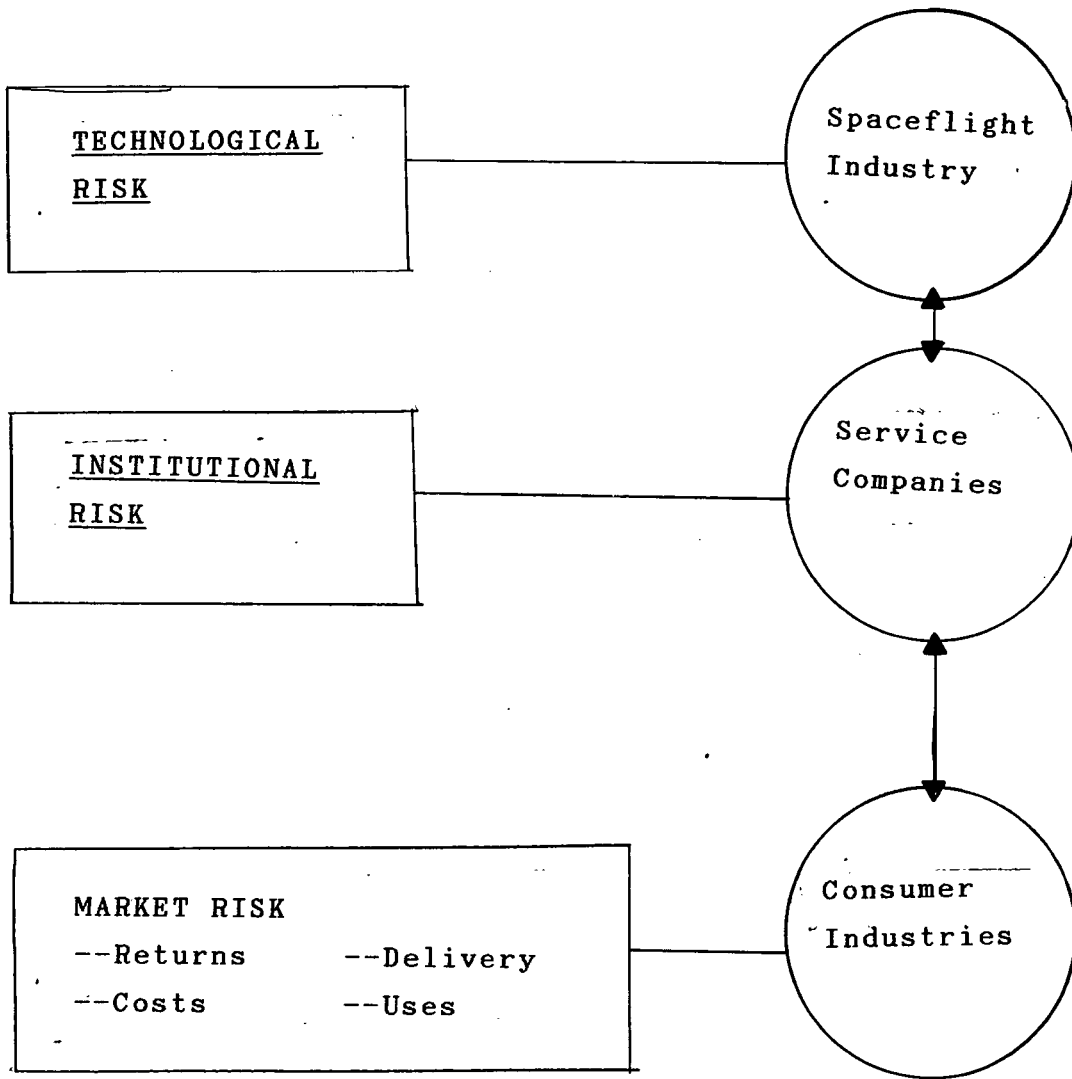 TECHNOLOGICAL
RISK
Spaceflight
Industry
INSTITUTIONAL
RISK
Service
Companies
MARKET RISK
--Returns --Delivery
--Costs --Uses
Consumer
Industries